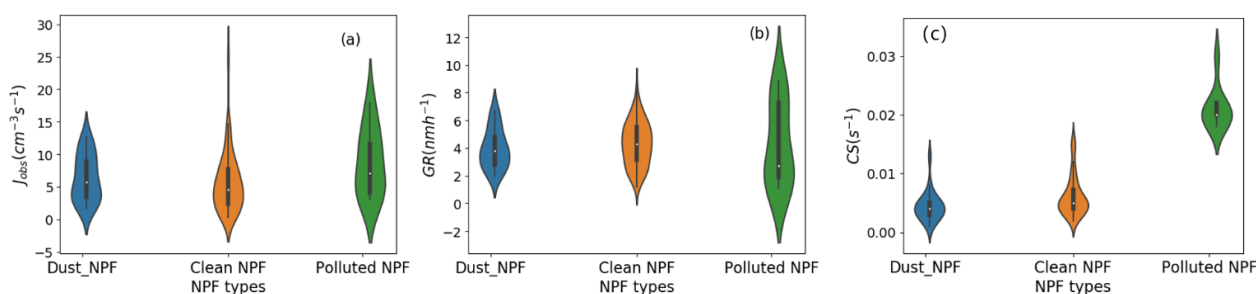 30
25
20
15
10
5
0
−5
J_obs(cm⁻³s⁻¹)
(a)
Dust_NPF
Clean NPF
Polluted NPF
NPF types
12
10
8
6
4
2
0
−2
GR(nmh⁻¹)
(b)
Dust_NPF
Clean NPF
Polluted NPF
NPF types
0.03
0.02
0.01
0.00
CS(s⁻¹)
(c)
Dust_NPF
Clean NPF
Polluted NPF
NPF types